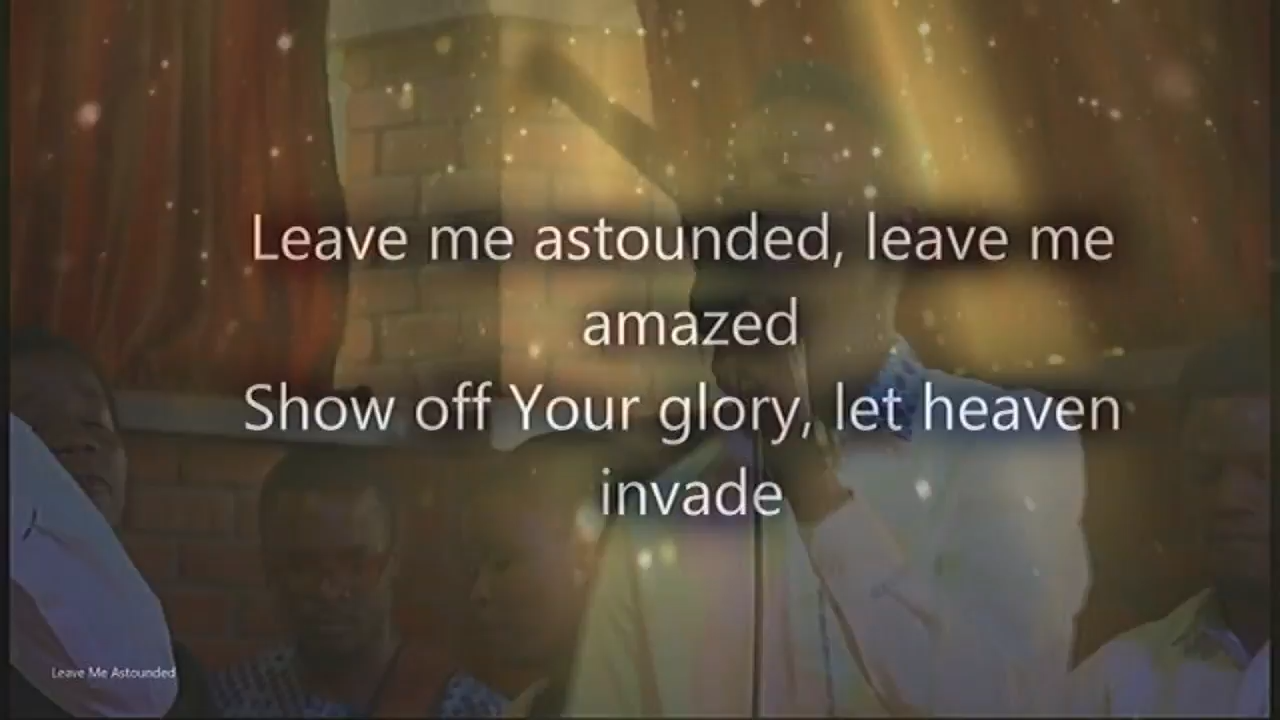 Leave me astounded, leave me
amazed
Show off Your glory, let heaven
invade
Leave Me Astounded